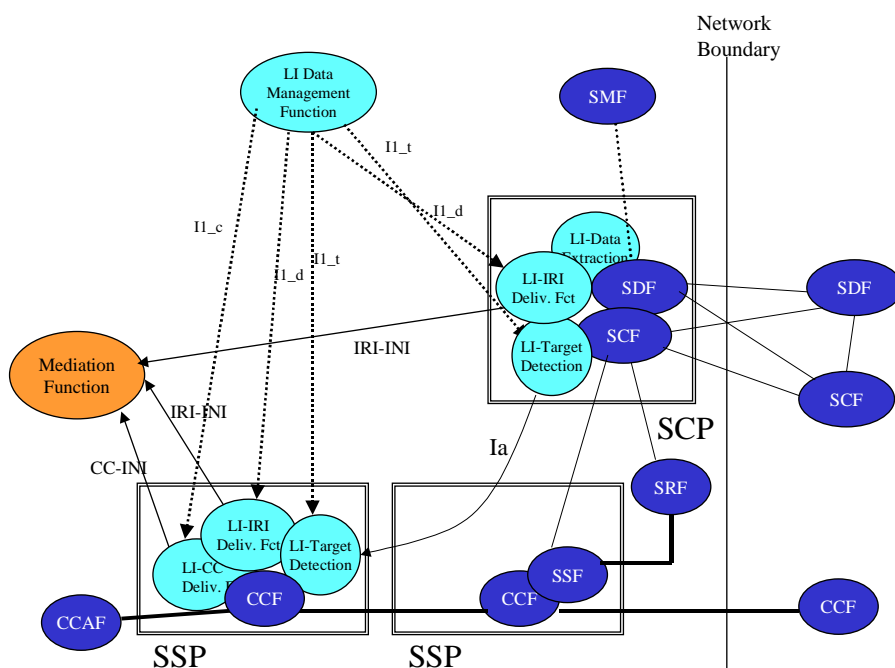 Network
Boundary
LI Data
Management
Function
SMF
I1_t
I1_c
I1_d
I1_t
I1_d
LI-Data
Extraction
LI-IRI
Deliv. Fct
SDF
SDF
SCF
LI-Target
Detection
IRI-INI
Mediation
Function
SCF
IRI-INI
SCP
Ia
CC-INI
SRF
LI-IRI
Deliv. Fct
LI-Target
Detection
LI-CC
Deliv.
SSF
CCF
CCF
CCF
CCAF
SSP
SSP